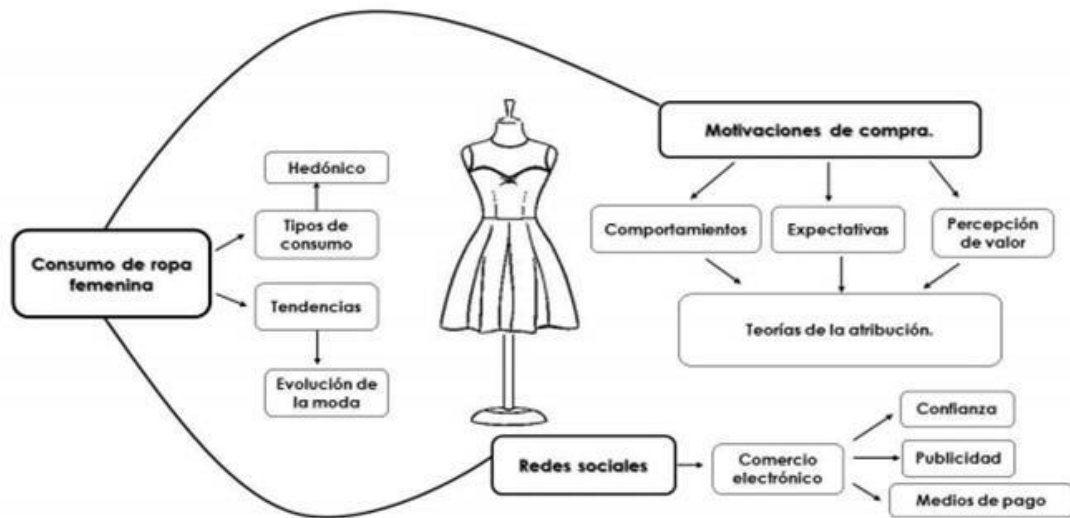 Motivaciones de compra.
Hedónico
Tipos de
consumo
Comportamientos
Expectativas
Percepción
de valor
Consumo de ropa
femenina
Tendencias
Teorías de la atribución.
Evolución de
la moda
Confianza
Redes sociales
Comercio
electrónico
Publicidad
Medios de pago